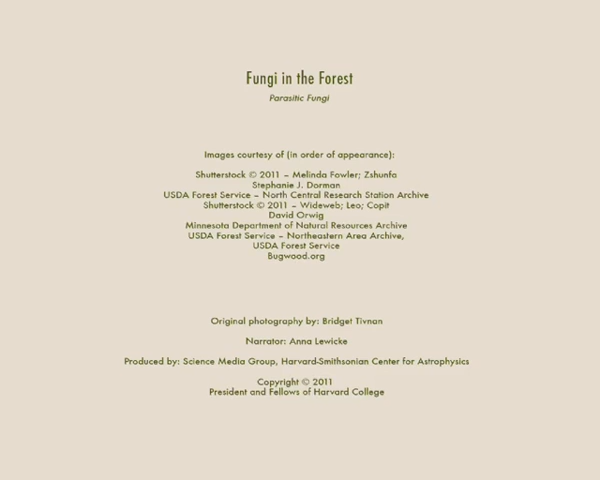 Fungi in the Forest
Parasitic Fungi
Images courtesy of (in order of appearance):
Shutterstock © 2011 – Melinda Fowler; Zshunfa
Stephanie J. Dorman
USDA Forest Service – North Central Research Station Archive
Shutterstock © 2011 – Wideweb; Leo; Copit
David Orwig
Minnesota Department of Natural Resources Archive
USDA Forest Service – Northeastern Area Archive,
USDA Forest Service
Bugwood.org
Original photography by: Bridget Tivnan
Narrator: Anna Lewicke
Produced by: Science Media Group, Harvard-Smithsonian Center for Astrophysics
Copyright © 2011
President and Fellows of Harvard College